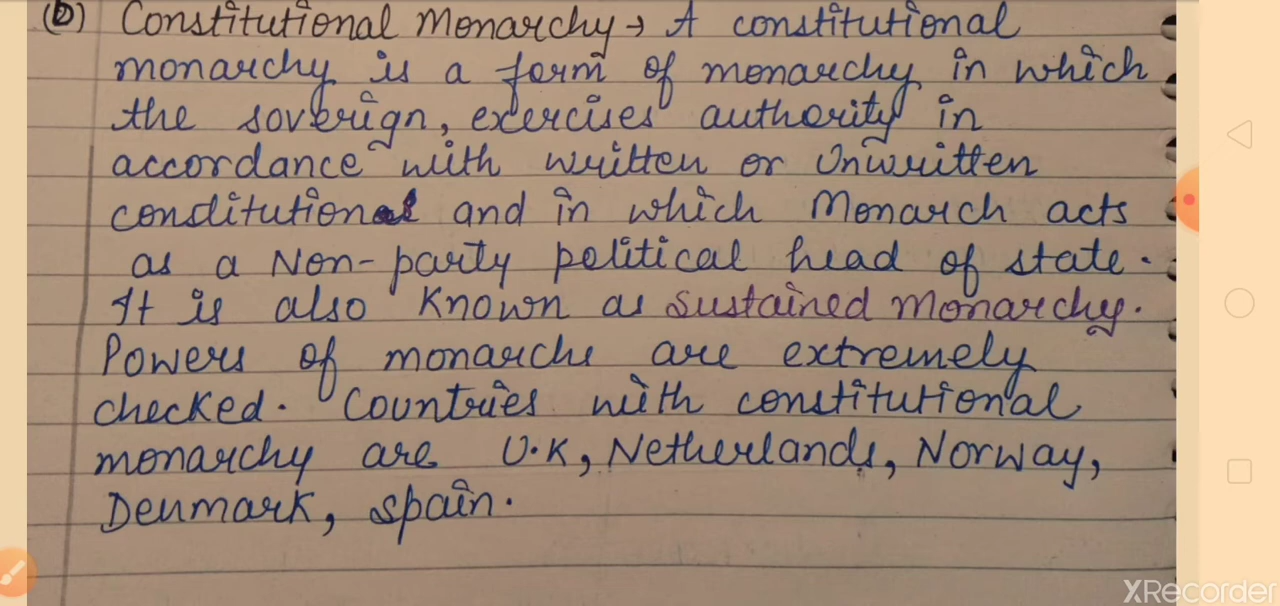 (b) Constitutional Monarchy → A constitutional
monarchy is a form of monarchy in which
the soverign, exercises authority in
accordance with written or Unwritten
constitution and in which Monarch acts
as a Non-party political head of state.
It is also Known as sustained Monarchy.
Powers of monarchs are extremely
checked. Countries with constitutional
monarchy are U.K, Netherlands, Norway,
Denmark, spain.
XRecorder